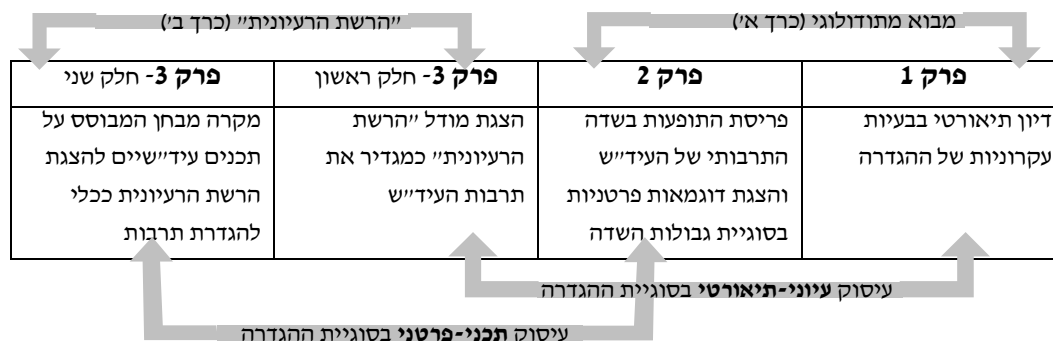 מבוא מתודולוגי (כרך א׳)
״הרשת הרעיונית״ (כרך ב׳)
פרק 1
פרק 2
פרק 3- חלק ראשון
פרק 3- חלק שני
דיון תיאורטי בבעיות
עקרוניות של ההגדרה
פריסת התופעות בשדה
התרבותי של העיד״ש
והצגת דוגמאות פרטניות
בסוגיית גבולות השדה
הצגת מודל ״הרשת
הרעיונית״ כמגדיר את
תרבות העיד״ש
מקרה מבחן המבוסס על
תכנים עיד״שיים להצגת
הרשת הרעיונית ככלי
להגדרת תרבות
עיסוק עיוני-תיאורטי בסוגיית ההגדרה
עיסוק תכני-פרטני בסוגיית ההגדרה